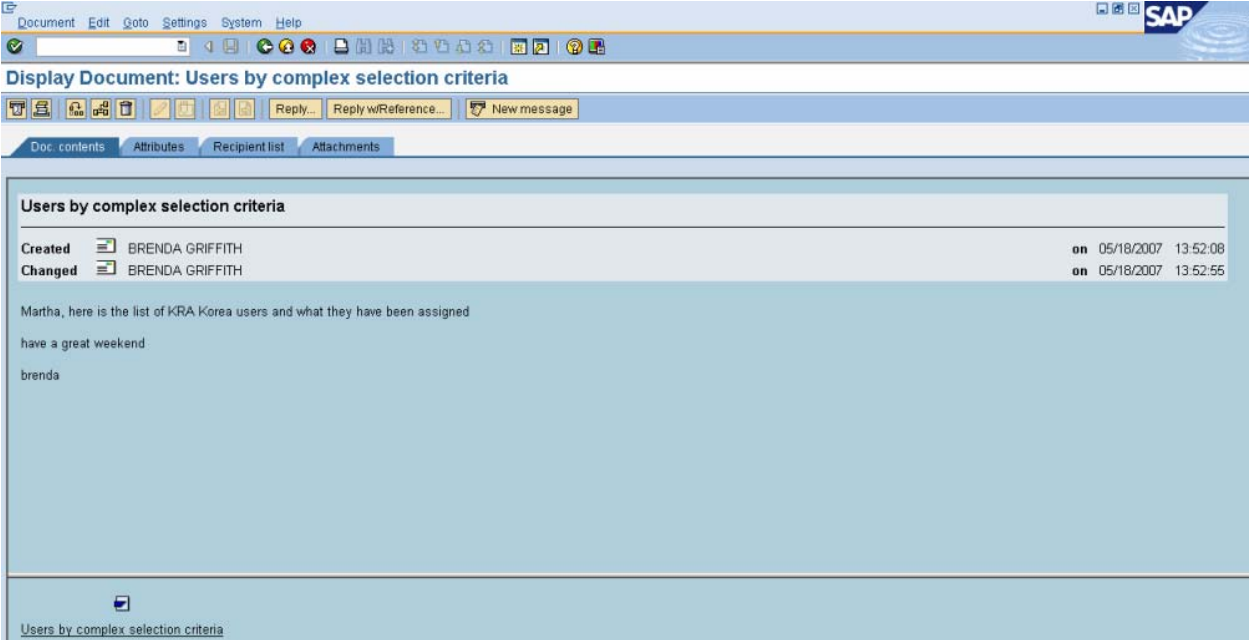 Document Edit Goto Settings System Help
SAP
Display Document: Users by complex selection criteria
Reply... Reply w/Reference... New message
Doc. contents Attributes Recipient list Attachments
Users by complex selection criteria
Created BRENDA GRIFFITH on 05/18/2007 13:52:08
Changed BRENDA GRIFFITH on 05/18/2007 13:52:55
Martha, here is the list of KRA Korea users and what they have been assigned
have a great weekend
brenda
Users by complex selection criteria